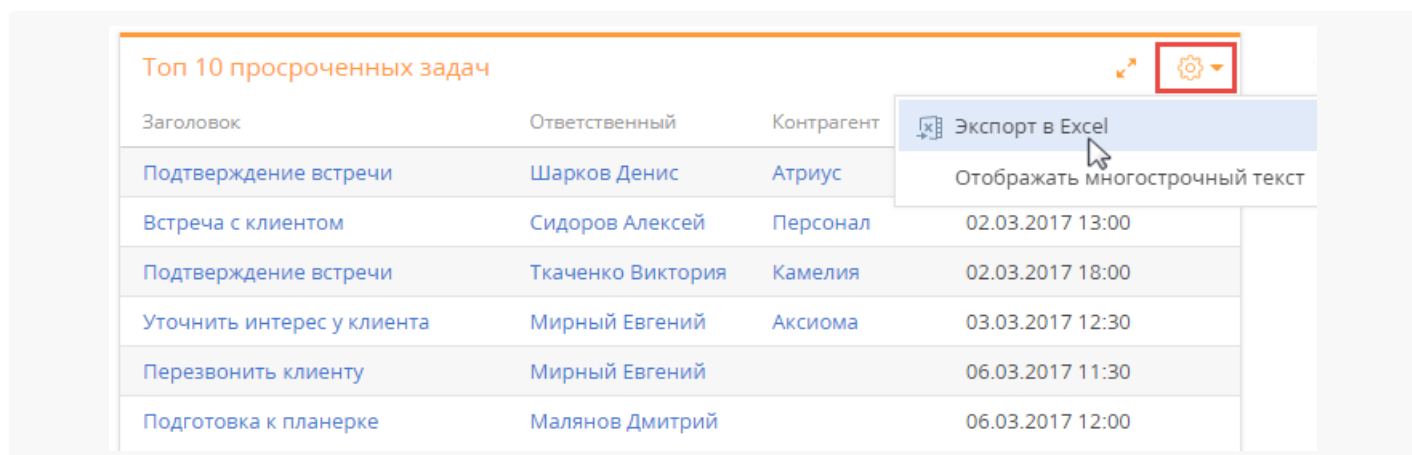 Топ 10 просроченных задач
Заголовок Ответственный Контрагент
Экспорт в Excel
Подтверждение встречи Шарков Денис Атриус
Отображать многострочный текст
Встреча с клиентом Сидоров Алексей Персонал 02.03.2017 13:00
Подтверждение встречи Ткаченко Виктория Камелия 02.03.2017 18:00
Уточнить интерес у клиента Мирный Евгений Аксиома 03.03.2017 12:30
Перезвонить клиенту Мирный Евгений 06.03.2017 11:30
Подготовка к планерке Малянов Дмитрий 06.03.2017 12:00